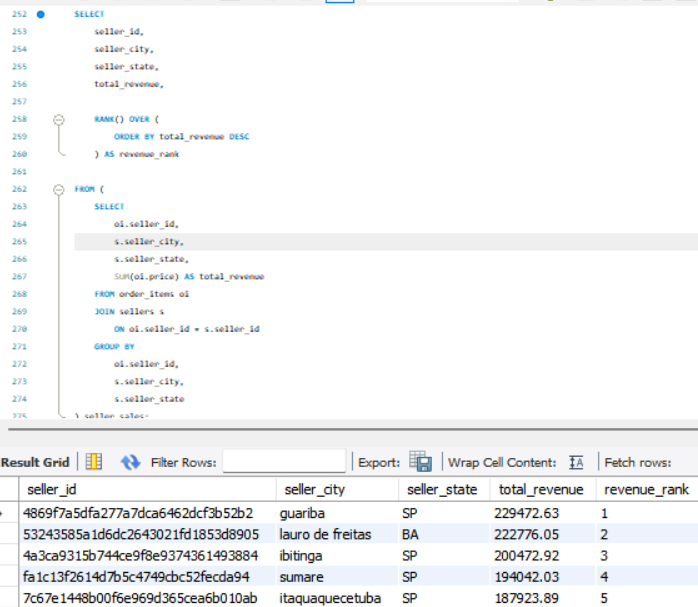 252 SELECT
253 seller_id,
254 seller_city,
255 seller_state,
256 total_revenue,
257
258 RANK() OVER (
259 ORDER BY total_revenue DESC
260 ) AS revenue_rank
261
262 FROM (
263 SELECT
264 oi.seller_id,
265 s.seller_city,
266 s.seller_state,
267 SUM(oi.price) AS total_revenue
268 FROM order_items oi
269 JOIN sellers s
270 ON oi.seller_id = s.seller_id
271 GROUP BY
272 oi.seller_id,
273 s.seller_city,
274 s.seller_state
275 ) seller_sales;
Result Grid Filter Rows: Export: Wrap Cell Content: IA Fetch rows:
seller_id seller_city seller_state total_revenue revenue_rank
4869f7a5dfa277a7dca6462dcf3b52b2 guariba SP 229472.63 1
53243585a1d6dc2643021fd1853d8905 lauro de freitas BA 222776.05 2
4a3ca9315b744ce9f8e9374361493884 ibitinga SP 200472.92 3
fa1c13f2614d7b5c4749cbc52fecda94 sumare SP 194042.03 4
7c67e1448b00f6e969d365cea6b010ab itaquaquecetuba SP 187923.89 5